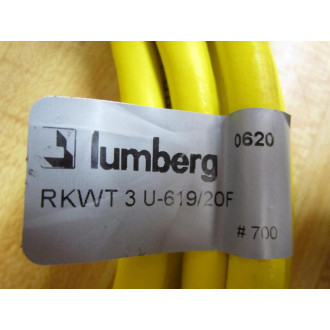 lumberg
0620
RKWT 3 U-619/20F
# 700